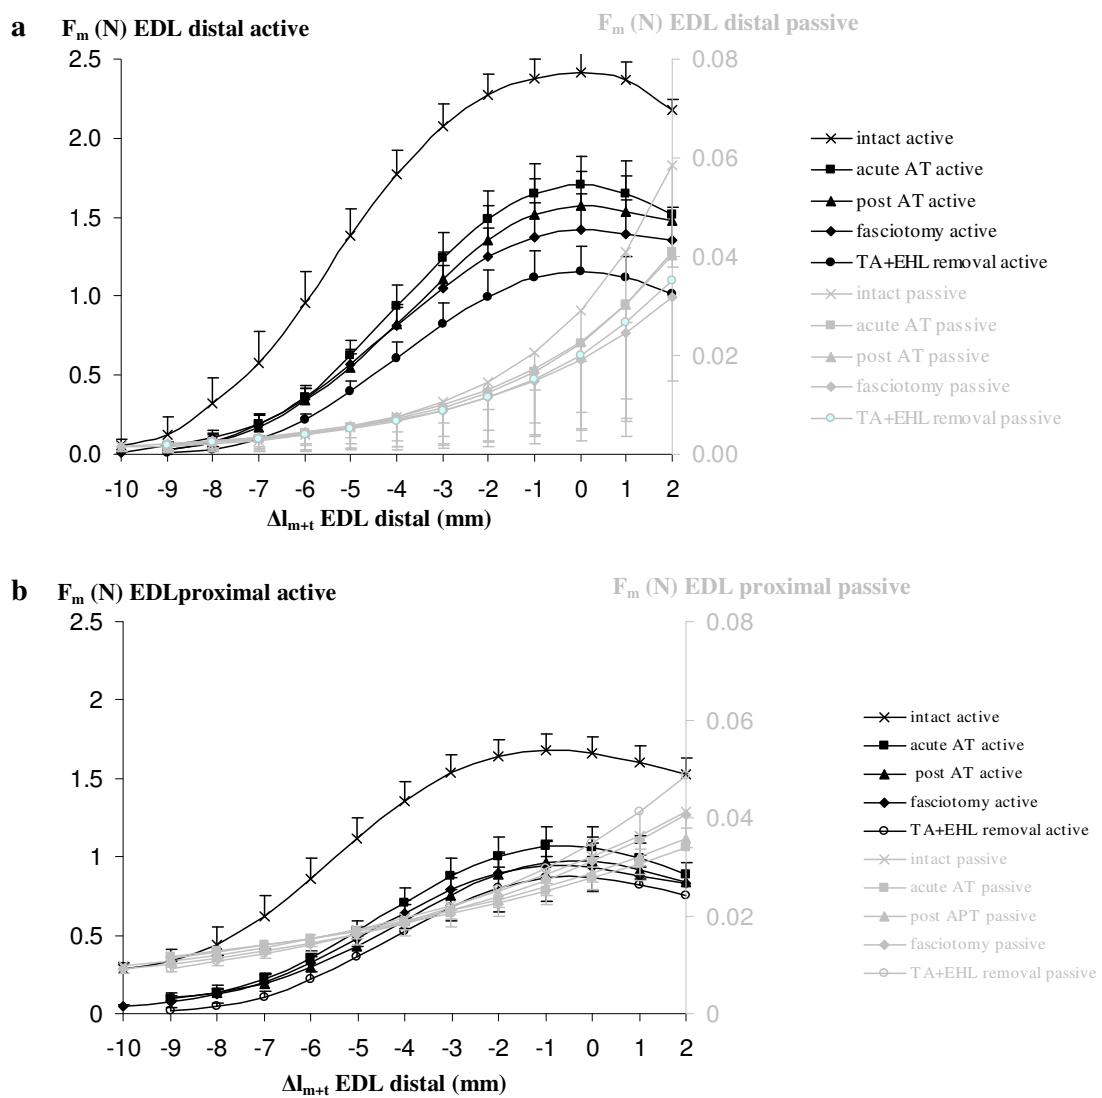 a F_m (N) EDL distal active
F_m (N) EDL distal passive
2.5
2.0
1.5
1.0
0.5
0.0
0.08
0.06
0.04
0.02
0.00
-10 -9 -8 -7 -6 -5 -4 -3 -2 -1 0 1 2
Δl_m+t EDL distal (mm)
intact active
acute AT active
post AT active
fasciotomy active
TA+EHL removal active
intact passive
acute AT passive
post AT passive
fasciotomy passive
TA+EHL removal passive
b F_m (N) EDLproximal active
F_m (N) EDL proximal passive
2.5
2
1.5
1
0.5
0
0.08
0.06
0.04
0.02
0
-10 -9 -8 -7 -6 -5 -4 -3 -2 -1 0 1 2
Δl_m+t EDL distal (mm)
intact active
acute AT active
post AT active
fasciotomy active
TA+EHL removal active
intact passive
acute AT passive
post APT passive
fasciotomy passive
TA+EHL removal passive